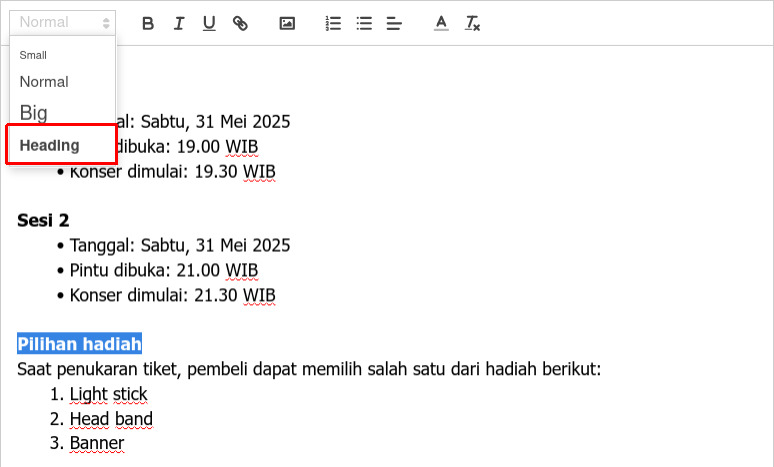 Normal
B I U A
Small
Normal
Big
Heading
al: Sabtu, 31 Mei 2025
dibuka: 19.00 WIB
• Konser dimulai: 19.30 WIB
Sesi 2
• Tanggal: Sabtu, 31 Mei 2025
• Pintu dibuka: 21.00 WIB
• Konser dimulai: 21.30 WIB
Pilihan hadiah
Saat penukaran tiket, pembeli dapat memilih salah satu dari hadiah berikut:
1. Light stick
2. Head band
3. Banner